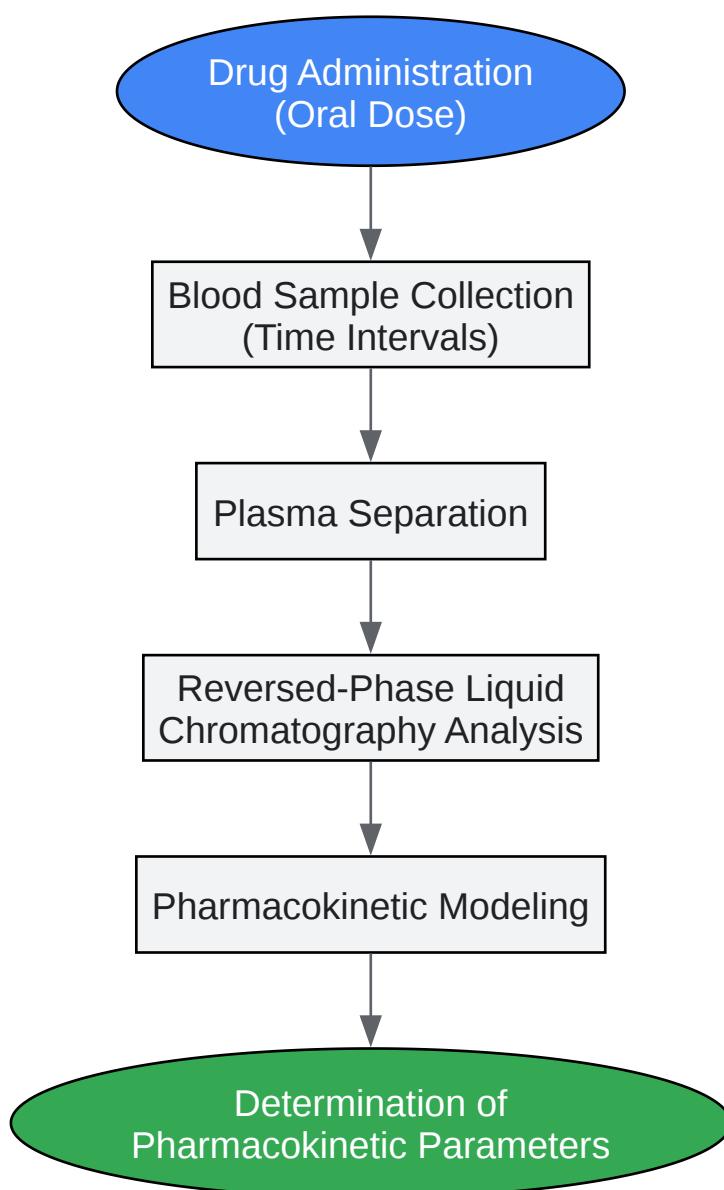 Drug Administration
(Oral Dose)
Blood Sample Collection
(Time Intervals)
Plasma Separation
Reversed-Phase Liquid
Chromatography Analysis
Pharmacokinetic Modeling
Determination of
Pharmacokinetic Parameters